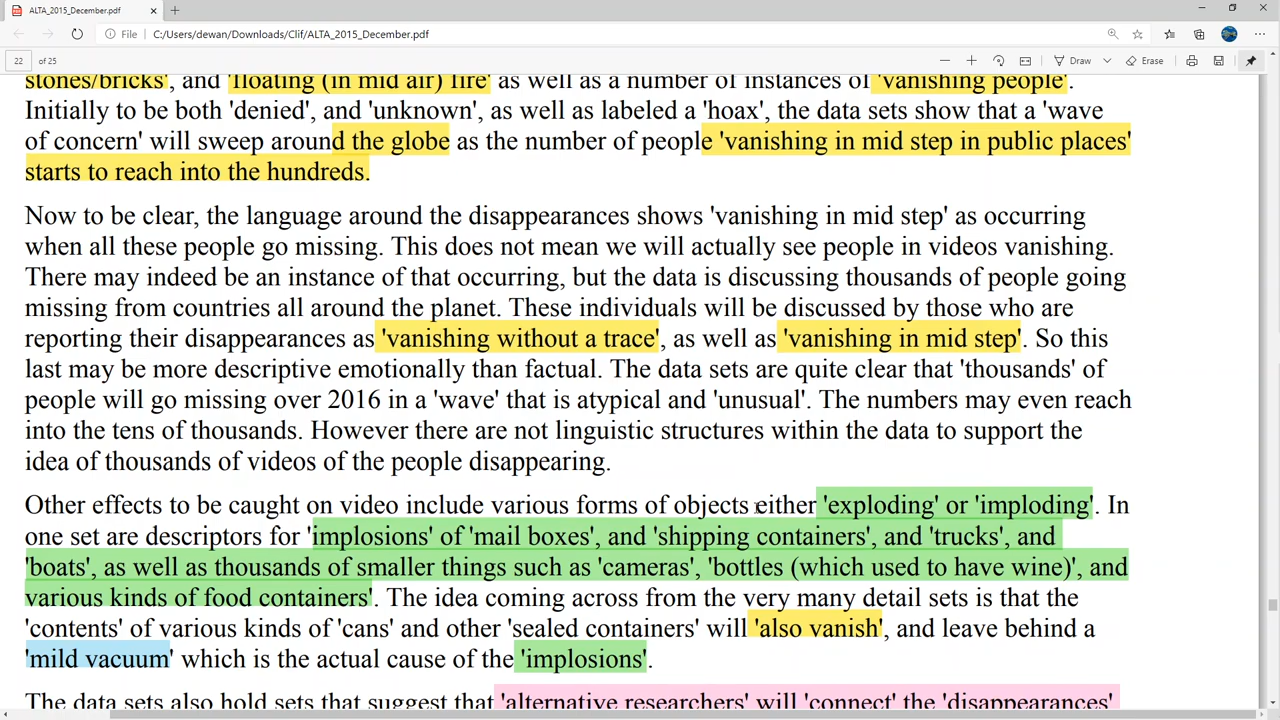 ALTA_2015_December.pdf
File C:/Users/dewan/Downloads/Clif/ALTA_2015_December.pdf
22 of 25 Draw Erase
stones/bricks', and 'floating (in mid air) fire' as well as a number of instances of 'vanishing people'.
Initially to be both 'denied', and 'unknown', as well as labeled a 'hoax', the data sets show that a 'wave
of concern' will sweep around the globe as the number of people 'vanishing in mid step in public places'
starts to reach into the hundreds.
Now to be clear, the language around the disappearances shows 'vanishing in mid step' as occurring
when all these people go missing. This does not mean we will actually see people in videos vanishing.
There may indeed be an instance of that occurring, but the data is discussing thousands of people going
missing from countries all around the planet. These individuals will be discussed by those who are
reporting their disappearances as 'vanishing without a trace', as well as 'vanishing in mid step'. So this
last may be more descriptive emotionally than factual. The data sets are quite clear that 'thousands' of
people will go missing over 2016 in a 'wave' that is atypical and 'unusual'. The numbers may even reach
into the tens of thousands. However there are not linguistic structures within the data to support the
idea of thousands of videos of the people disappearing.
Other effects to be caught on video include various forms of objects either 'exploding' or 'imploding'. In
one set are descriptors for 'implosions' of 'mail boxes', and 'shipping containers', and 'trucks', and
'boats', as well as thousands of smaller things such as 'cameras', 'bottles (which used to have wine)', and
various kinds of food containers'. The idea coming across from the very many detail sets is that the
'contents' of various kinds of 'cans' and other 'sealed containers' will 'also vanish', and leave behind a
'mild vacuum' which is the actual cause of the 'implosions'.
The data sets also hold sets that suggest that 'alternative researchers' will 'connect' the 'disappearances'